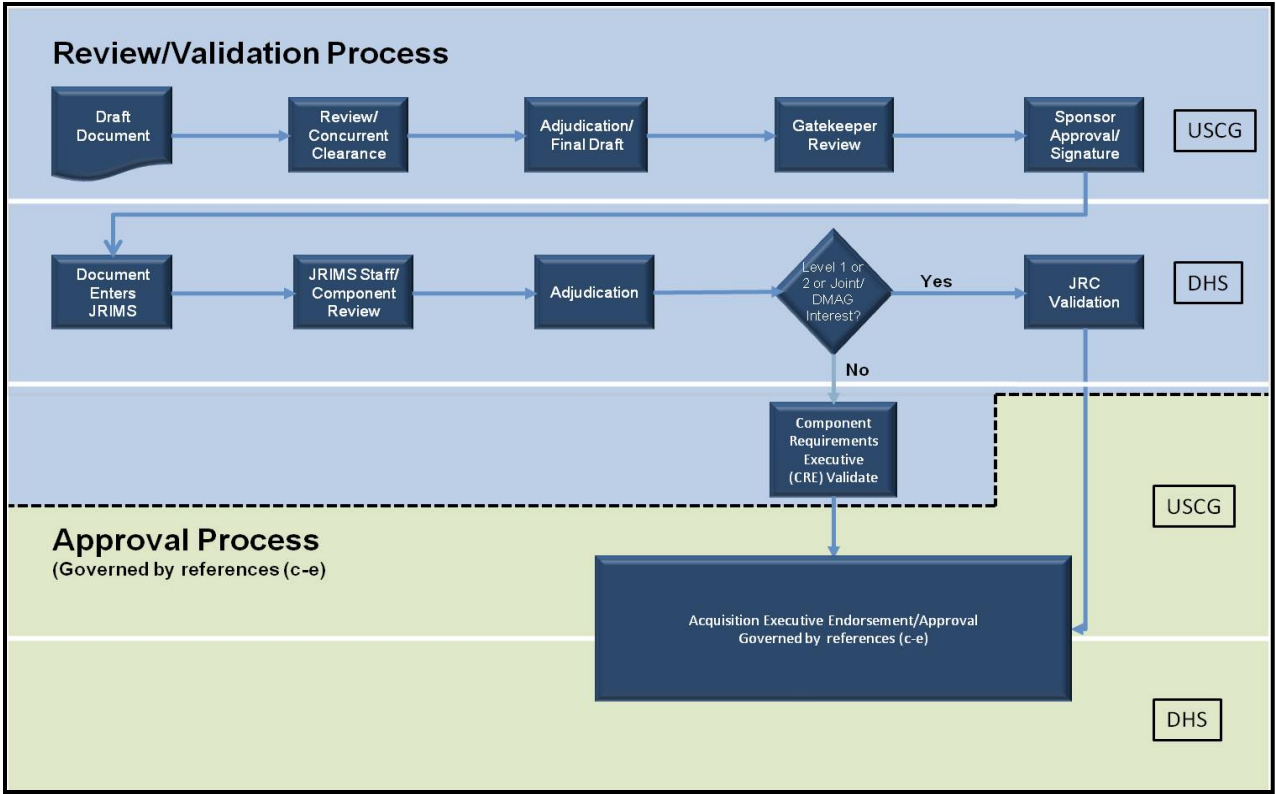 Review/Validation Process
Draft
Document
Review/
Concurrent
Clearance
Adjudication/
Final Draft
Gatekeeper
Review
Sponsor
Approval/
Signature
USCG
Document
Enters
JRIMS
JRIMS Staff/
Component
Review
Adjudication
Level 1 or
2 or Joint/
DMAG
Interest?
Yes
JRC
Validation
DHS
No
Component
Requirements
Executive
(CRE) Validate
USCG
Approval Process
(Governed by references (c-e)
Acquisition Executive Endorsement/Approval
Governed by references (c-e)
DHS